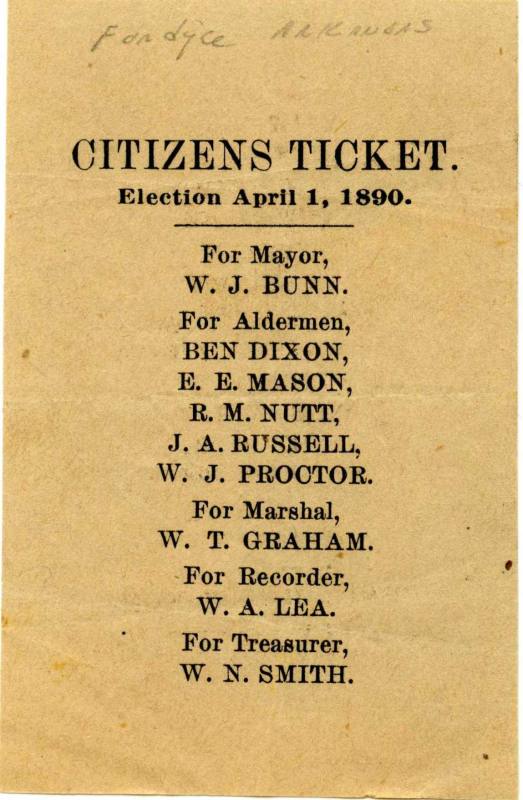 Fordyce ARKANSAS
CITIZENS TICKET.
Election April 1, 1890.
For Mayor,
W. J. BUNN.
For Aldermen,
BEN DIXON,
E. E. MASON,
R. M. NUTT,
J. A. RUSSELL,
W. J. PROCTOR.
For Marshal,
W. T. GRAHAM.
For Recorder,
W. A. LEA.
For Treasurer,
W. N. SMITH.